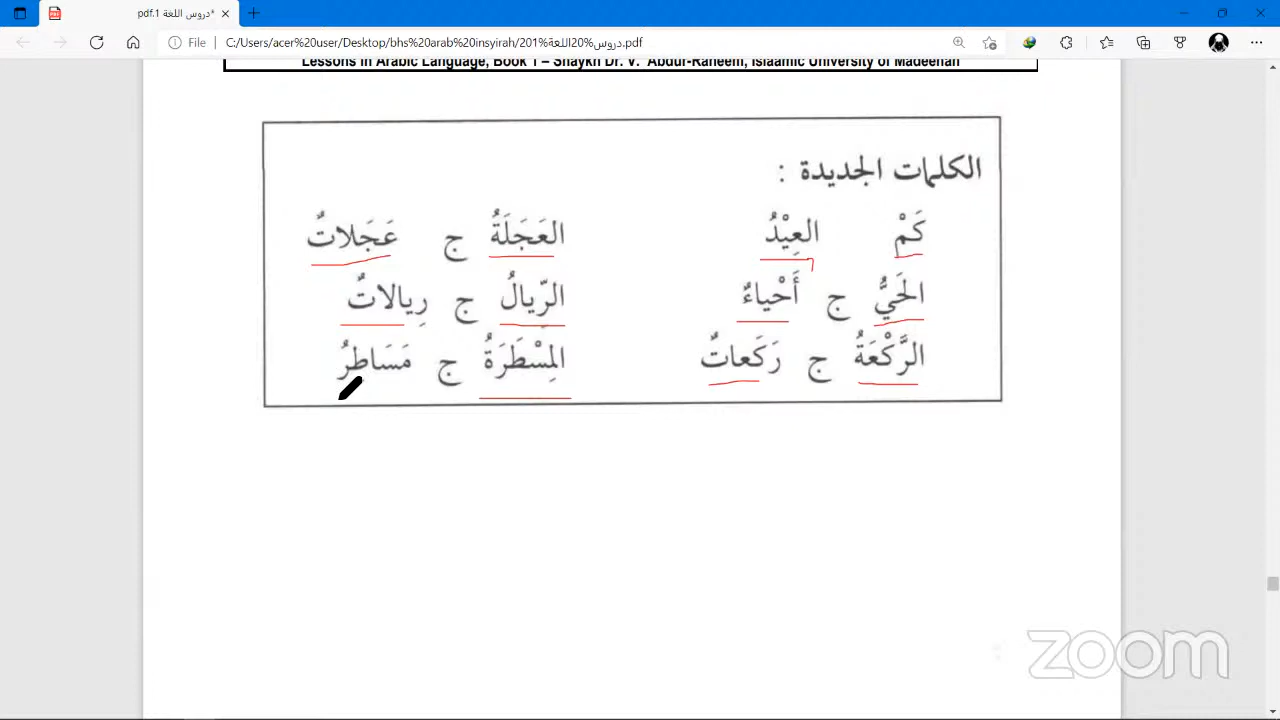 دروس اللغة 1.pdf*
File C:/Users/acer%20user/Desktop/bhs%20arab%20insyirah/201%دروس%20اللغة.pdf
Lessons in Arabic Language, Book 1 – Shaykh Dr. V. Abdur-Raheem, Islaamic University of Madeenah
الكلمات الجديدة :
كَمْ العِيْدُ العَجَلَةُ ج عَجَلاتٌ
الحَيُّ ج أَحْياءٌ الرِّيالُ ج رِيالاتٌ
الرَّكْعَةُ ج رَكَعاتٌ المِسْطَرَةُ ج مَسَاطِرُ
zoom